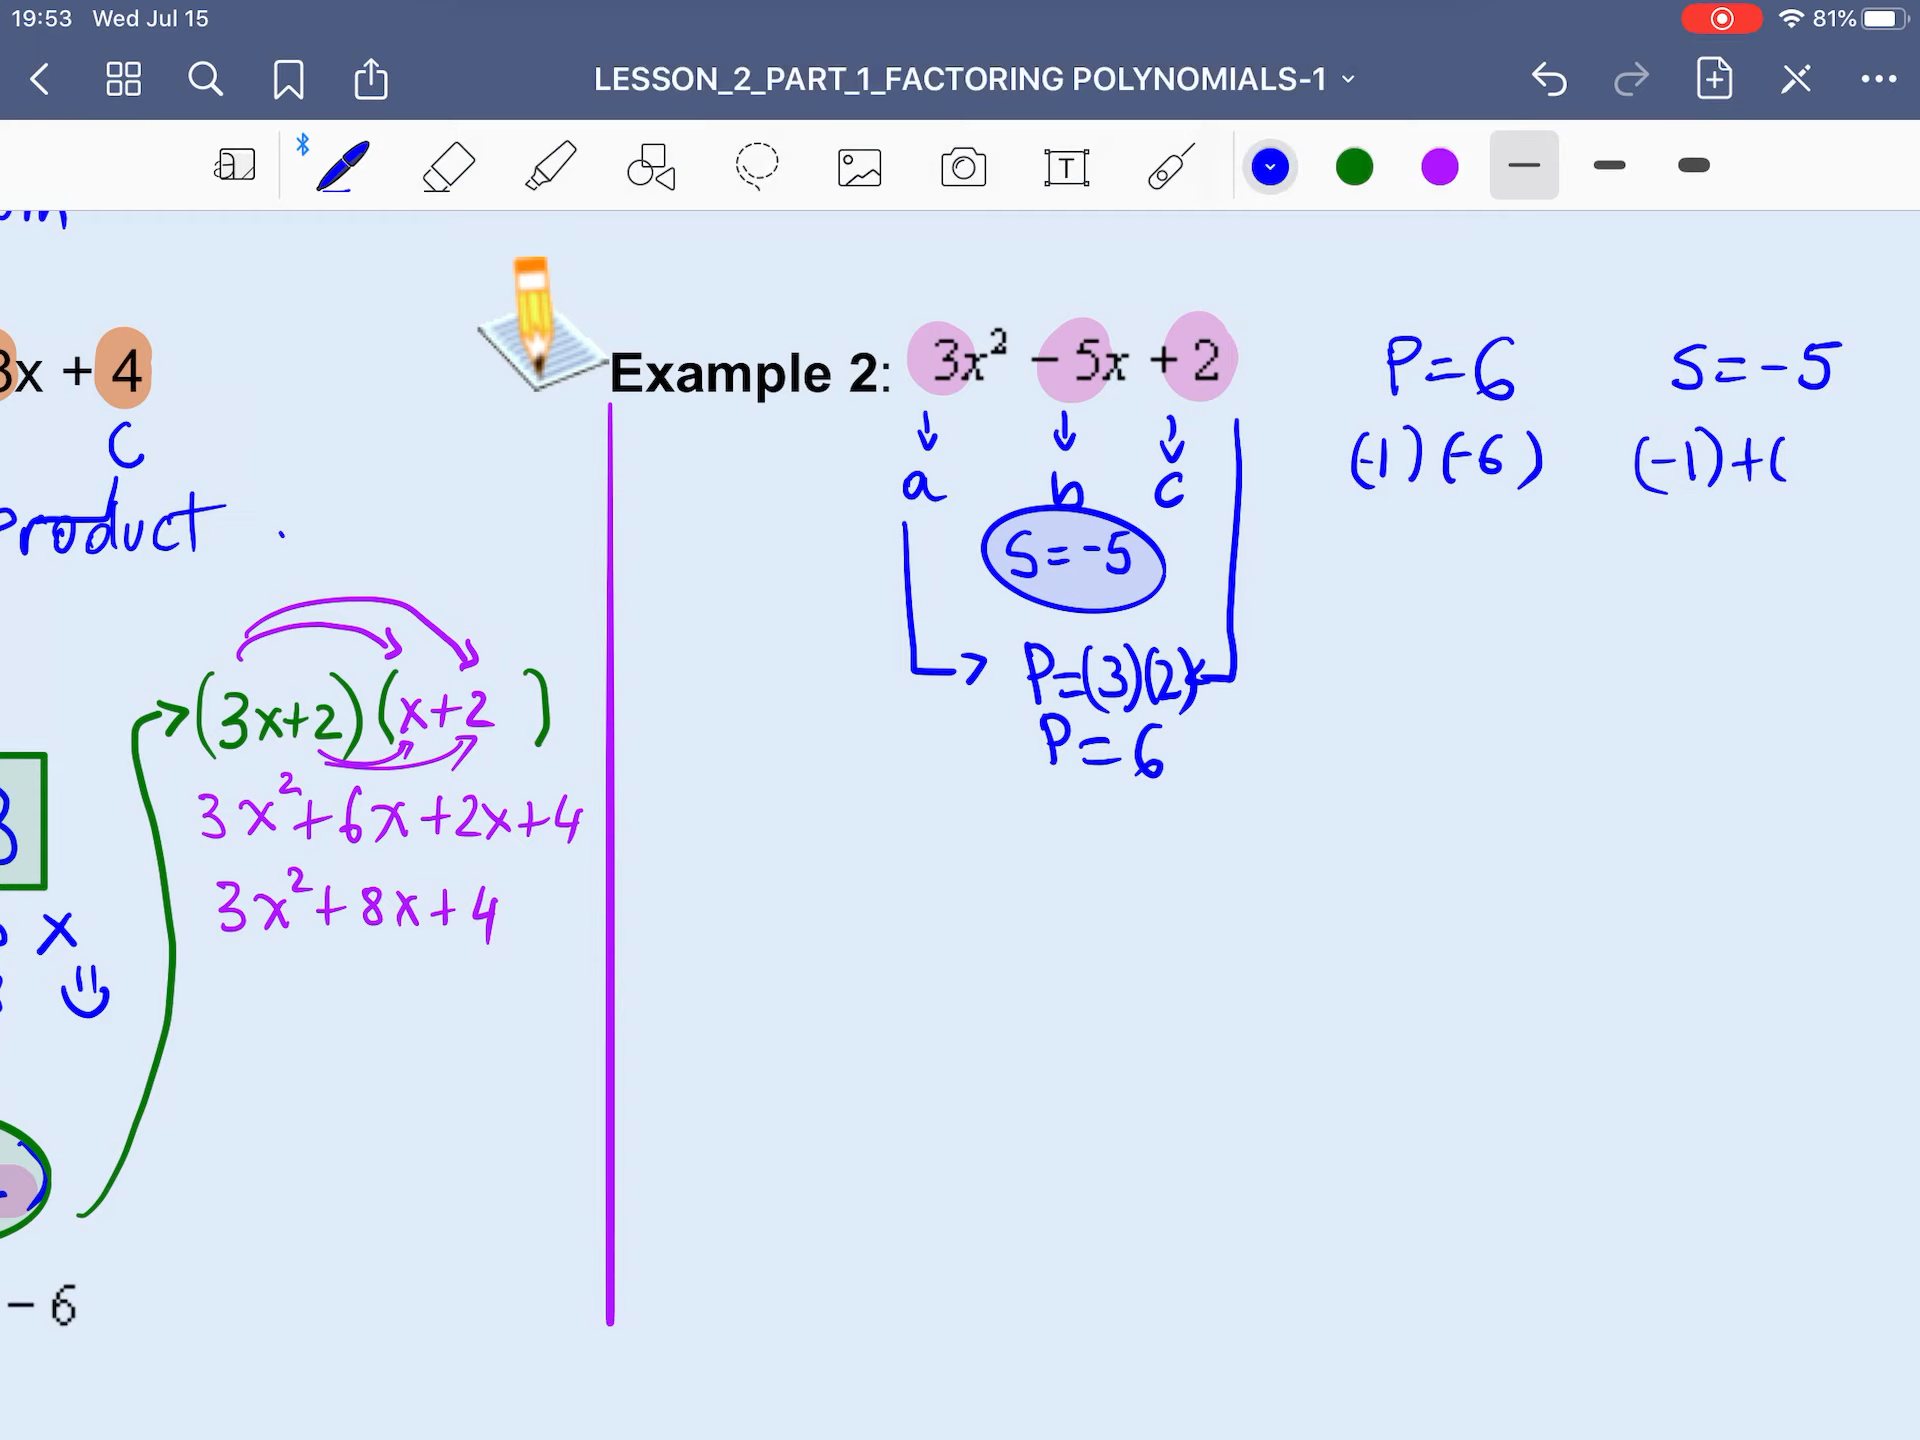 19:53 Wed Jul 15
81%
LESSON_2_PART_1_FACTORING POLYNOMIALS-1
x + 4
C
Product .
(3x+2)(x+2 )
3x²+6x+2x+4
3x²+8x+4
x
- 6
Example 2: 3x² - 5x + 2
a b c
S=-5
P=(3)(2)
P=6
P=6 S=-5
(-1)(-6) (-1)+(